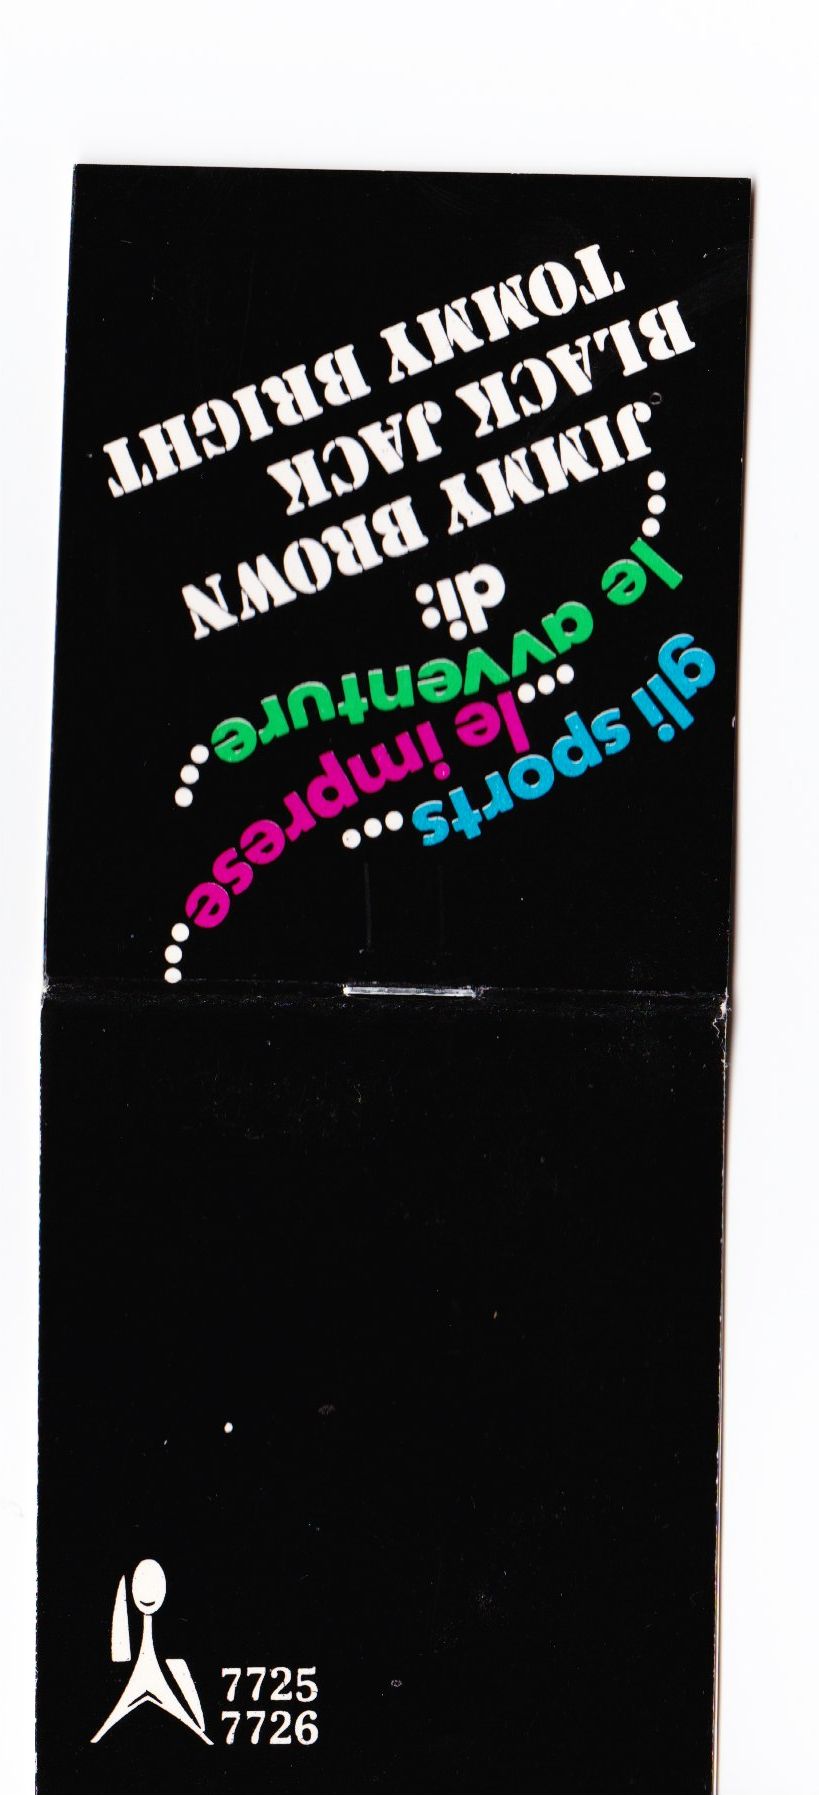 gli sports...
...le imprese...
...le avventure...
di:
JIMMY BROWN
BLACK JACK
TOMMY BRIGHT
7725
7726